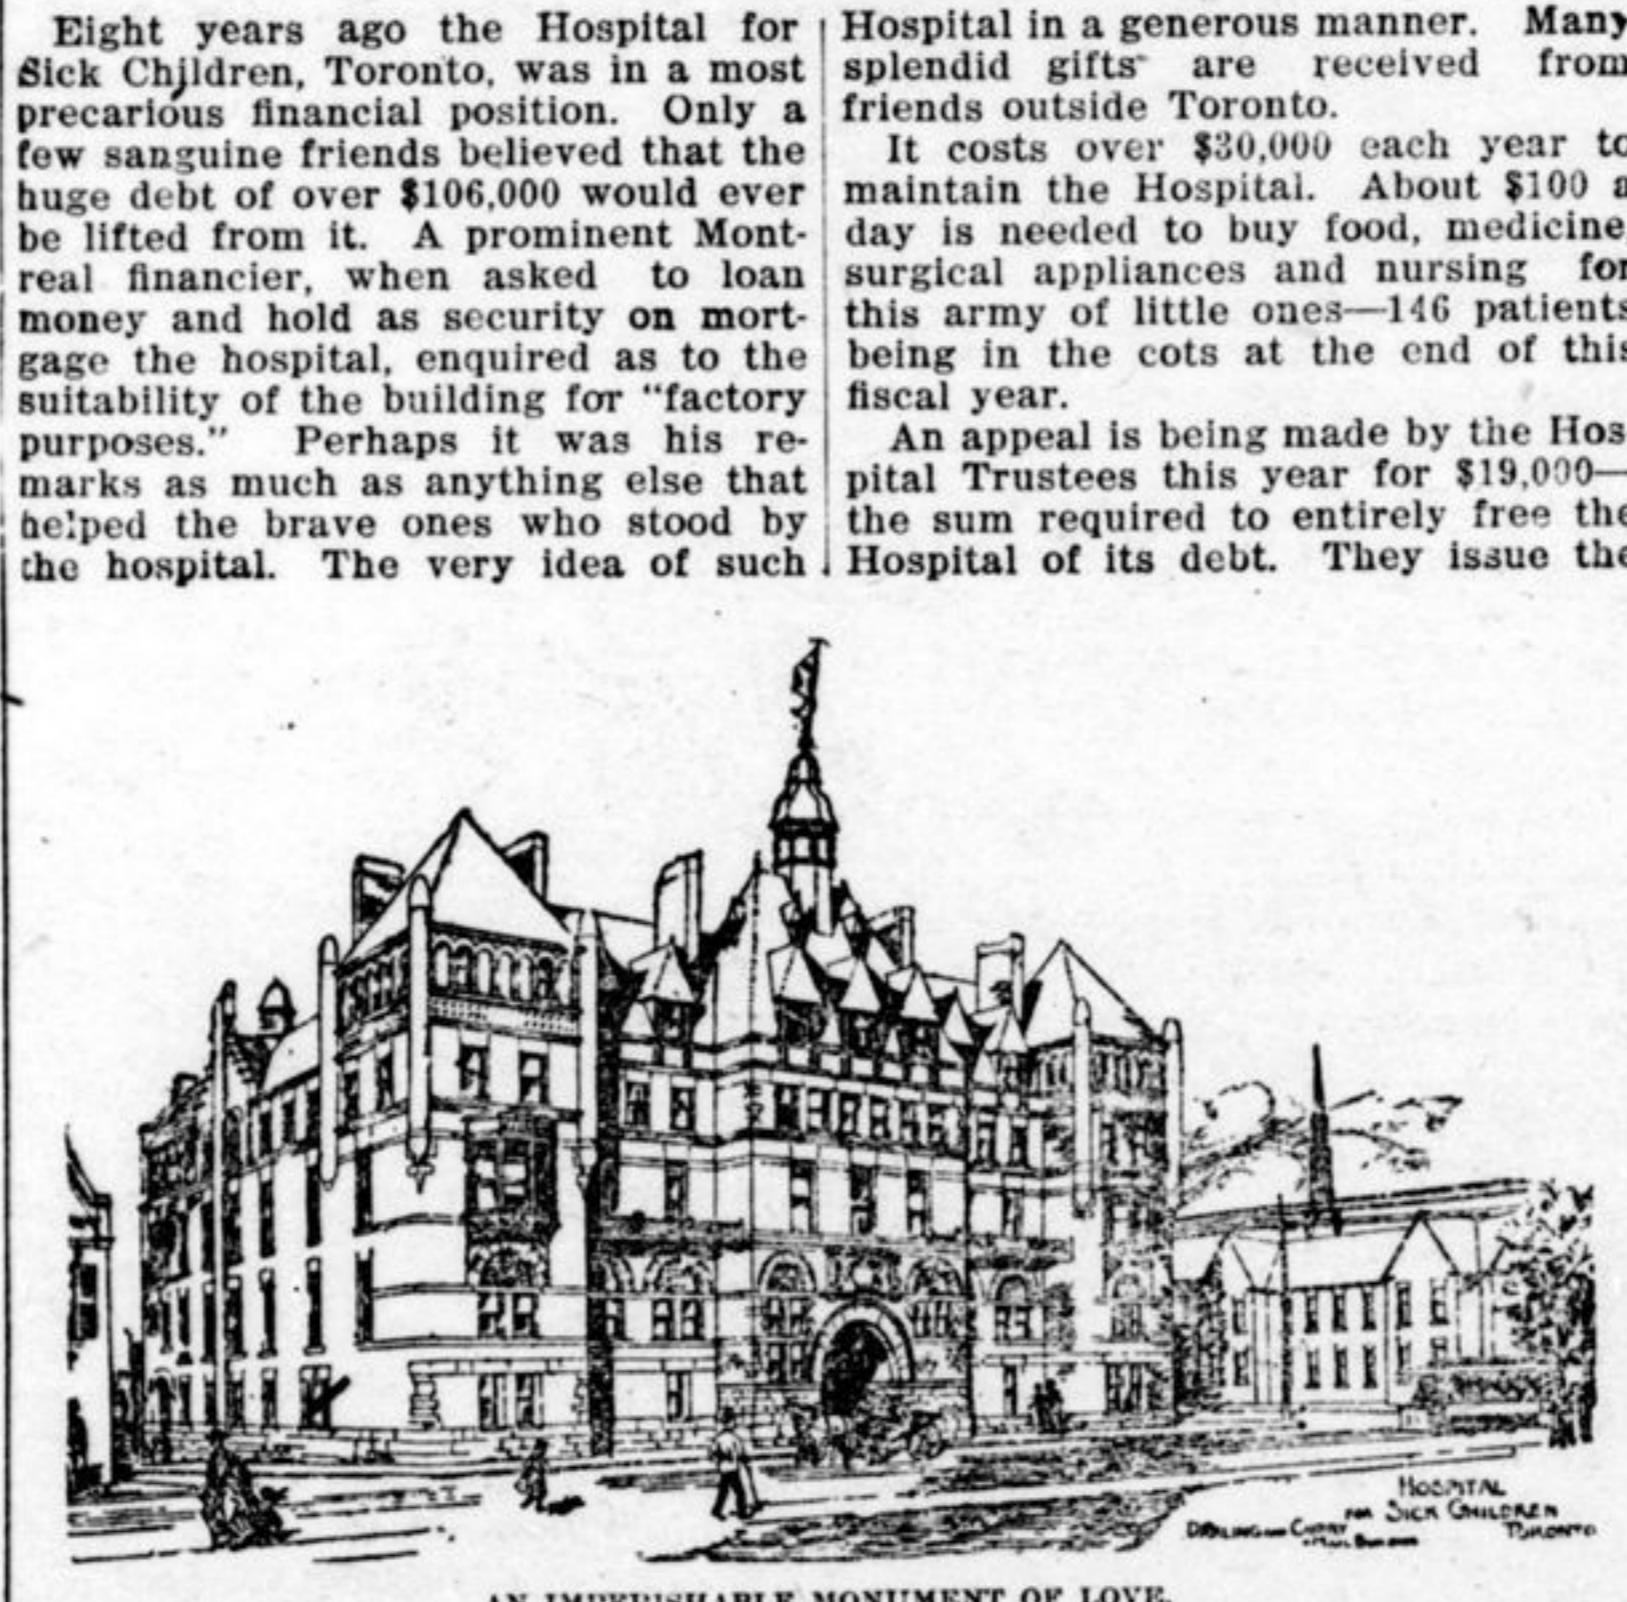 Eight years ago the Hospital for
Sick Children, Toronto, was in a most
precarious financial position. Only a
few sanguine friends believed that the
huge debt of over $106,000 would ever
be lifted from it. A prominent Mont-
real financier, when asked to loan
money and hold as security on mort-
gage the hospital, enquired as to the
suitability of the building for "factory
purposes." Perhaps it was his re-
marks as much as anything else that
helped the brave ones who stood by
the hospital. The very idea of such
Hospital in a generous manner. Many
splendid gifts are received from
friends outside Toronto.
It costs over $30,000 each year to
maintain the Hospital. About $100 a
day is needed to buy food, medicine,
surgical appliances and nursing for
this army of little ones—146 patients
being in the cots at the end of this
fiscal year.
An appeal is being made by the Hos-
pital Trustees this year for $19,000—
the sum required to entirely free the
Hospital of its debt. They issue the
HOSPITAL
FOR SICK CHILDREN
TORONTO
AN IMPERISHABLE MONUMENT OF LOVE.